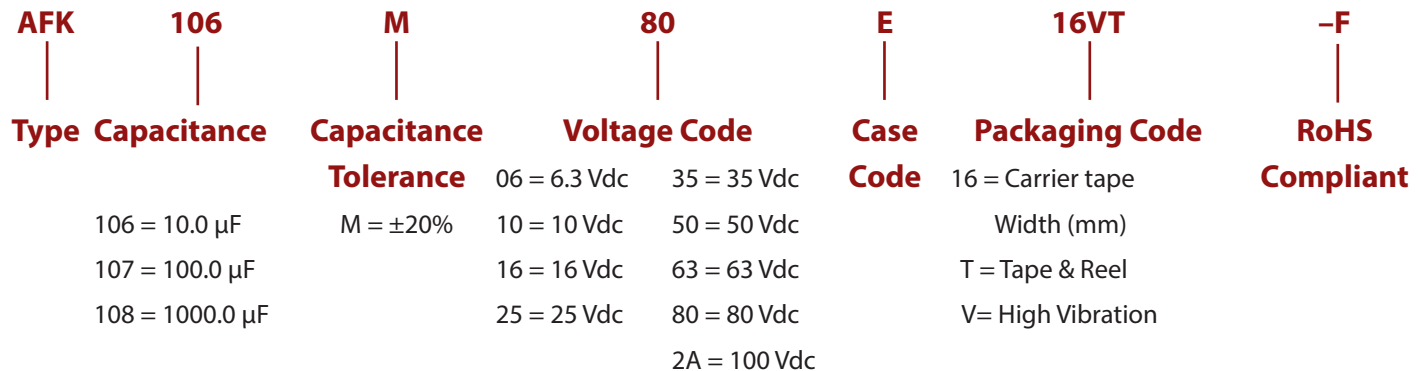 AFK 106 M 80 E 16VT –F
Type Capacitance Capacitance Voltage Code Case Packaging Code RoHS
Tolerance 06 = 6.3 Vdc 35 = 35 Vdc Code 16 = Carrier tape Compliant
106 = 10.0 µF M = ±20% 10 = 10 Vdc 50 = 50 Vdc Width (mm)
107 = 100.0 µF 16 = 16 Vdc 63 = 63 Vdc T = Tape & Reel
108 = 1000.0 µF 25 = 25 Vdc 80 = 80 Vdc V= High Vibration
2A = 100 Vdc